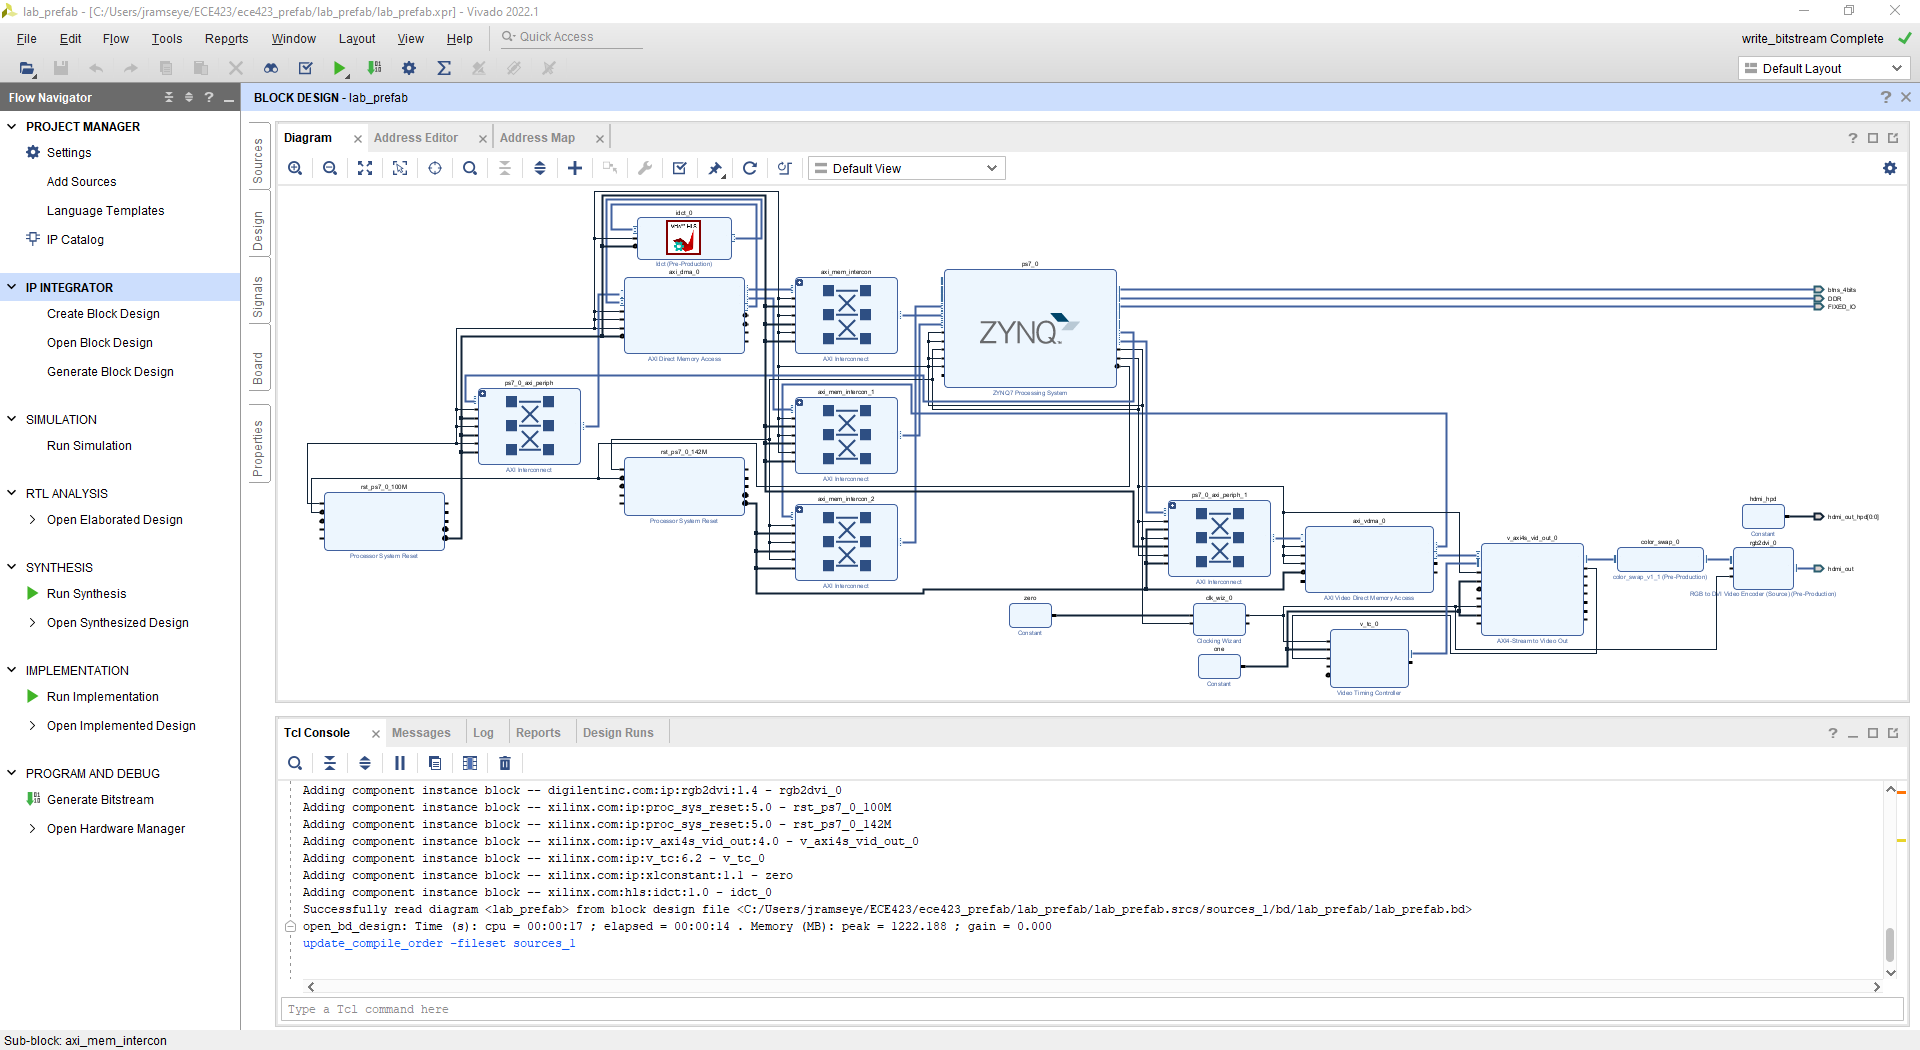 lab_prefab - [C:/Users/jramseye/ECE423/ece423_prefab/lab_prefab/lab_prefab.xpr] - Vivado 2022.1
File Edit Flow Tools Reports Window Layout View Help Quick Access
write_bitstream Complete
Default Layout
Flow Navigator
PROJECT MANAGER
Settings
Add Sources
Language Templates
IP Catalog
IP INTEGRATOR
Create Block Design
Open Block Design
Generate Block Design
SIMULATION
Run Simulation
RTL ANALYSIS
Open Elaborated Design
SYNTHESIS
Run Synthesis
Open Synthesized Design
IMPLEMENTATION
Run Implementation
Open Implemented Design
PROGRAM AND DEBUG
Generate Bitstream
Open Hardware Manager
BLOCK DESIGN - lab_prefab
Sources
Design
Signals
Board
Properties
Diagram Address Editor Address Map
Default View
idct_0
Idct (Pre-Production)
axi_dma_0
AXI Direct Memory Access
axi_mem_intercon
AXI Interconnect
ps7_0
ZYNQ
ZYNQ7 Processing System
btns_4bits
DDR
FIXED_IO
ps7_0_axi_periph
AXI Interconnect
axi_mem_intercon_1
AXI Interconnect
rst_ps7_0_142M
Processor System Reset
rst_ps7_0_100M
Processor System Reset
axi_mem_intercon_2
AXI Interconnect
ps7_0_axi_periph_1
AXI Interconnect
axi_vdma_0
AXI Video Direct Memory Access
v_axi4s_vid_out_0
AXI4-Stream to Video Out
color_swap_0
color_swap_v1_1 (Pre-Production)
hdmi_hpd
Constant
hdmi_out_hpd[0:0]
rgb2dvi_0
RGB to DVI Video Encoder (Source) (Pre-Production)
hdmi_out
zero
Constant
clk_wiz_0
Clocking Wizard
one
Constant
v_tc_0
Video Timing Controller
Tcl Console Messages Log Reports Design Runs
Adding component instance block -- digilentinc.com:ip:rgb2dvi:1.4 - rgb2dvi_0
Adding component instance block -- xilinx.com:ip:proc_sys_reset:5.0 - rst_ps7_0_100M
Adding component instance block -- xilinx.com:ip:proc_sys_reset:5.0 - rst_ps7_0_142M
Adding component instance block -- xilinx.com:ip:v_axi4s_vid_out:4.0 - v_axi4s_vid_out_0
Adding component instance block -- xilinx.com:ip:v_tc:6.2 - v_tc_0
Adding component instance block -- xilinx.com:ip:xlconstant:1.1 - zero
Adding component instance block -- xilinx.com:hls:idct:1.0 - idct_0
Successfully read diagram <lab_prefab> from block design file <C:/Users/jramseye/ECE423/ece423_prefab/lab_prefab/lab_prefab.srcs/sources_1/bd/lab_prefab/lab_prefab.bd>
open_bd_design: Time (s): cpu = 00:00:17 ; elapsed = 00:00:14 . Memory (MB): peak = 1222.188 ; gain = 0.000
update_compile_order -fileset sources_1
Type a Tcl command here
Sub-block: axi_mem_intercon